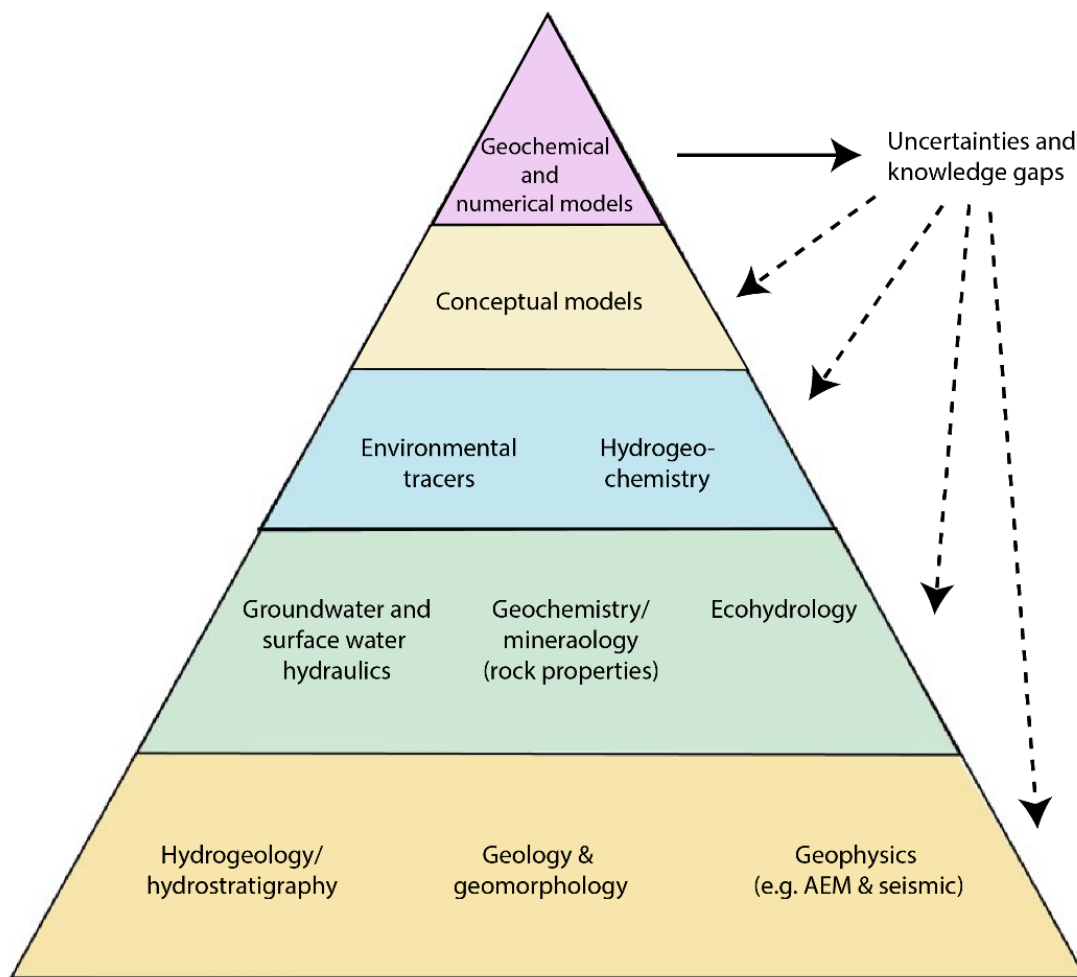 Geochemical
and
numerical models
Uncertainties and
knowledge gaps
Conceptual models
Environmental
tracers
Hydrogeo-
chemistry
Groundwater and
surface water
hydraulics
Geochemistry/
mineraology
(rock properties)
Ecohydrology
Hydrogeology/
hydrostratigraphy
Geology &
geomorphology
Geophysics
(e.g. AEM & seismic)